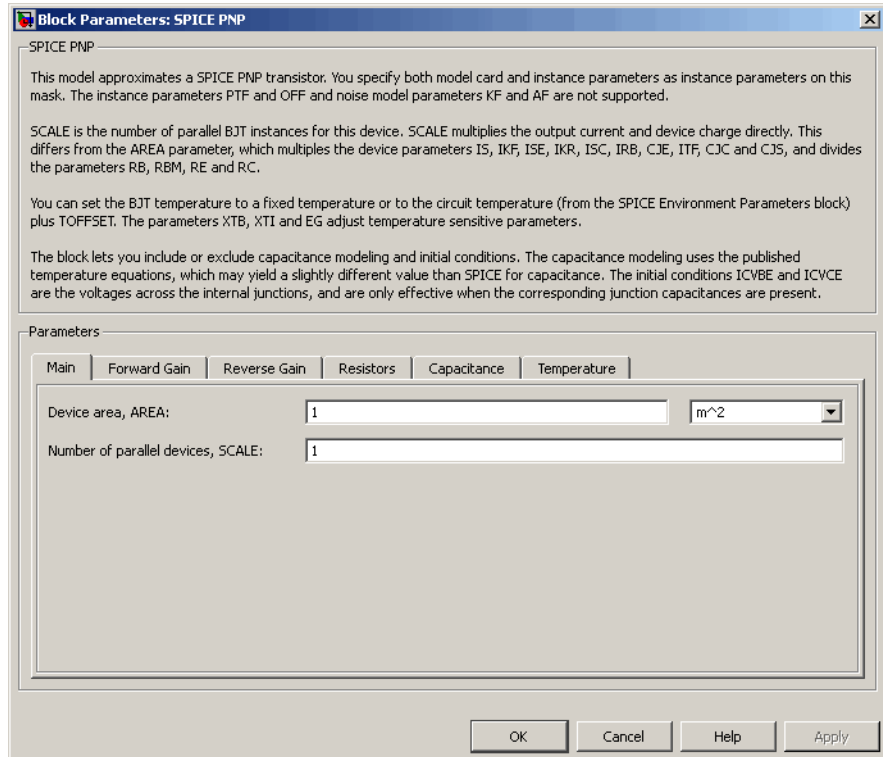 Block Parameters: SPICE PNP
SPICE PNP
This model approximates a SPICE PNP transistor. You specify both model card and instance parameters as instance parameters on this
mask. The instance parameters PTF and OFF and noise model parameters KF and AF are not supported.
SCALE is the number of parallel BJT instances for this device. SCALE multiplies the output current and device charge directly. This
differs from the AREA parameter, which multiples the device parameters IS, IKF, ISE, IKR, ISC, IRB, CJE, ITF, CJC and CJS, and divides
the parameters RB, RBM, RE and RC.
You can set the BJT temperature to a fixed temperature or to the circuit temperature (from the SPICE Environment Parameters block)
plus TOFFSET. The parameters XTB, XTI and EG adjust temperature sensitive parameters.
The block lets you include or exclude capacitance modeling and initial conditions. The capacitance modeling uses the published
temperature equations, which may yield a slightly different value than SPICE for capacitance. The initial conditions ICVBE and ICVCE
are the voltages across the internal junctions, and are only effective when the corresponding junction capacitances are present.
Parameters
Main Forward Gain Reverse Gain Resistors Capacitance Temperature
Device area, AREA: 1 m^2
Number of parallel devices, SCALE: 1
OK Cancel Help Apply